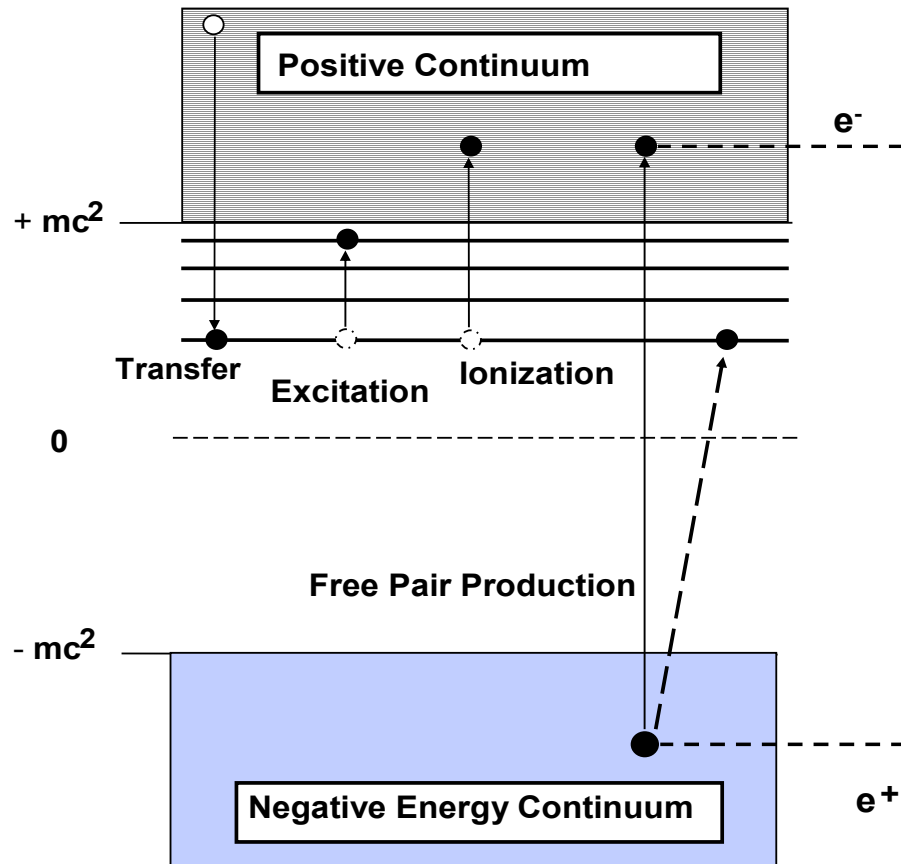 Positive Continuum
e-
+ mc2
Transfer
Excitation
Ionization
0
Free Pair Production
- mc2
Negative Energy Continuum
e+